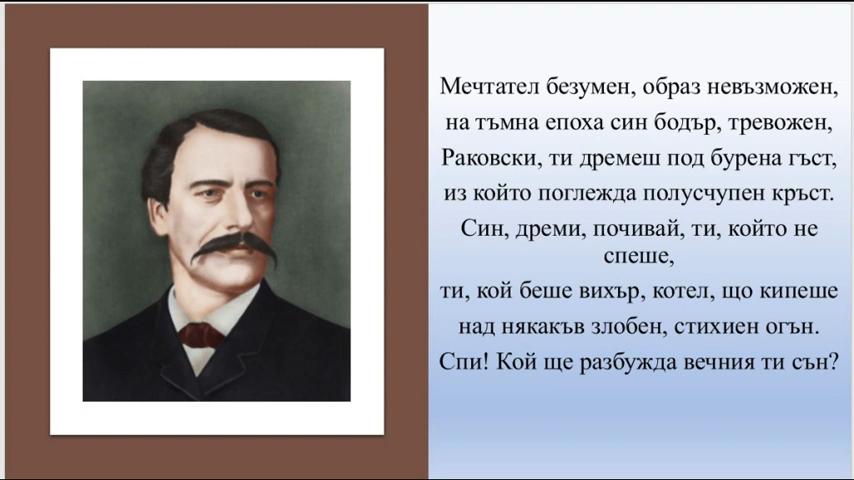 Мечтател безумен, образ невъзможен,
на тъмна епоха син бодър, тревожен,
Раковски, ти дремеш под бурена гъст,
из който поглежда полусчупен кръст.
Син, дреми, почивай, ти, който не
спеше,
ти, кой беше вихър, котел, що кипеше
над някакъв злобен, стихиен огън.
Спи! Кой ще разбужда вечния ти сън?